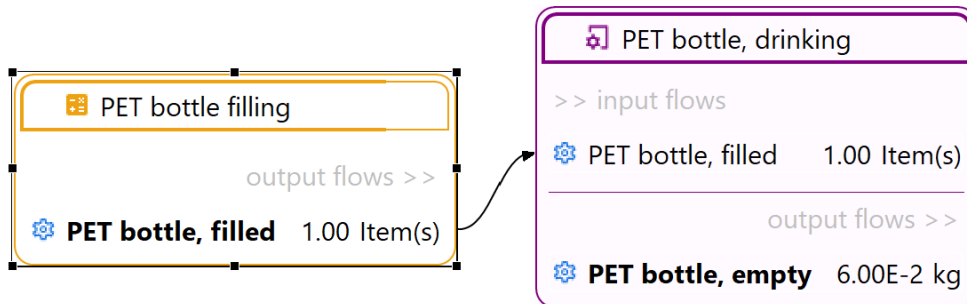 PET bottle filling
output flows >>
PET bottle, filled 1.00 Item(s)
PET bottle, drinking
>> input flows
PET bottle, filled 1.00 Item(s)
output flows >>
PET bottle, empty 6.00E-2 kg